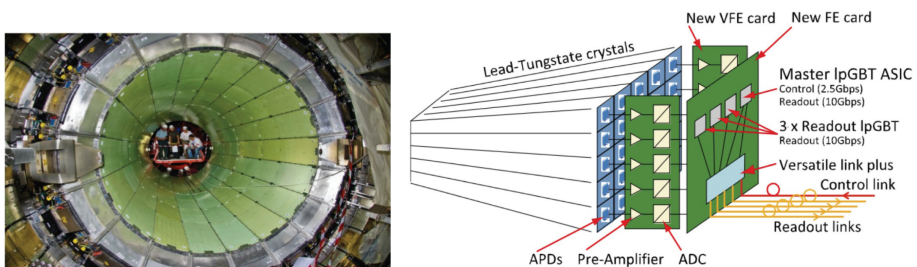 New VFE card
New FE card
Lead-Tungstate crystals
Master lpGBT ASIC
Control (2.5Gbps)
Readout (10Gbps)
3 x Readout lpGBT
Readout (10Gbps)
Versatile link plus
Control link
Readout links
APDs
Pre-Amplifier
ADC